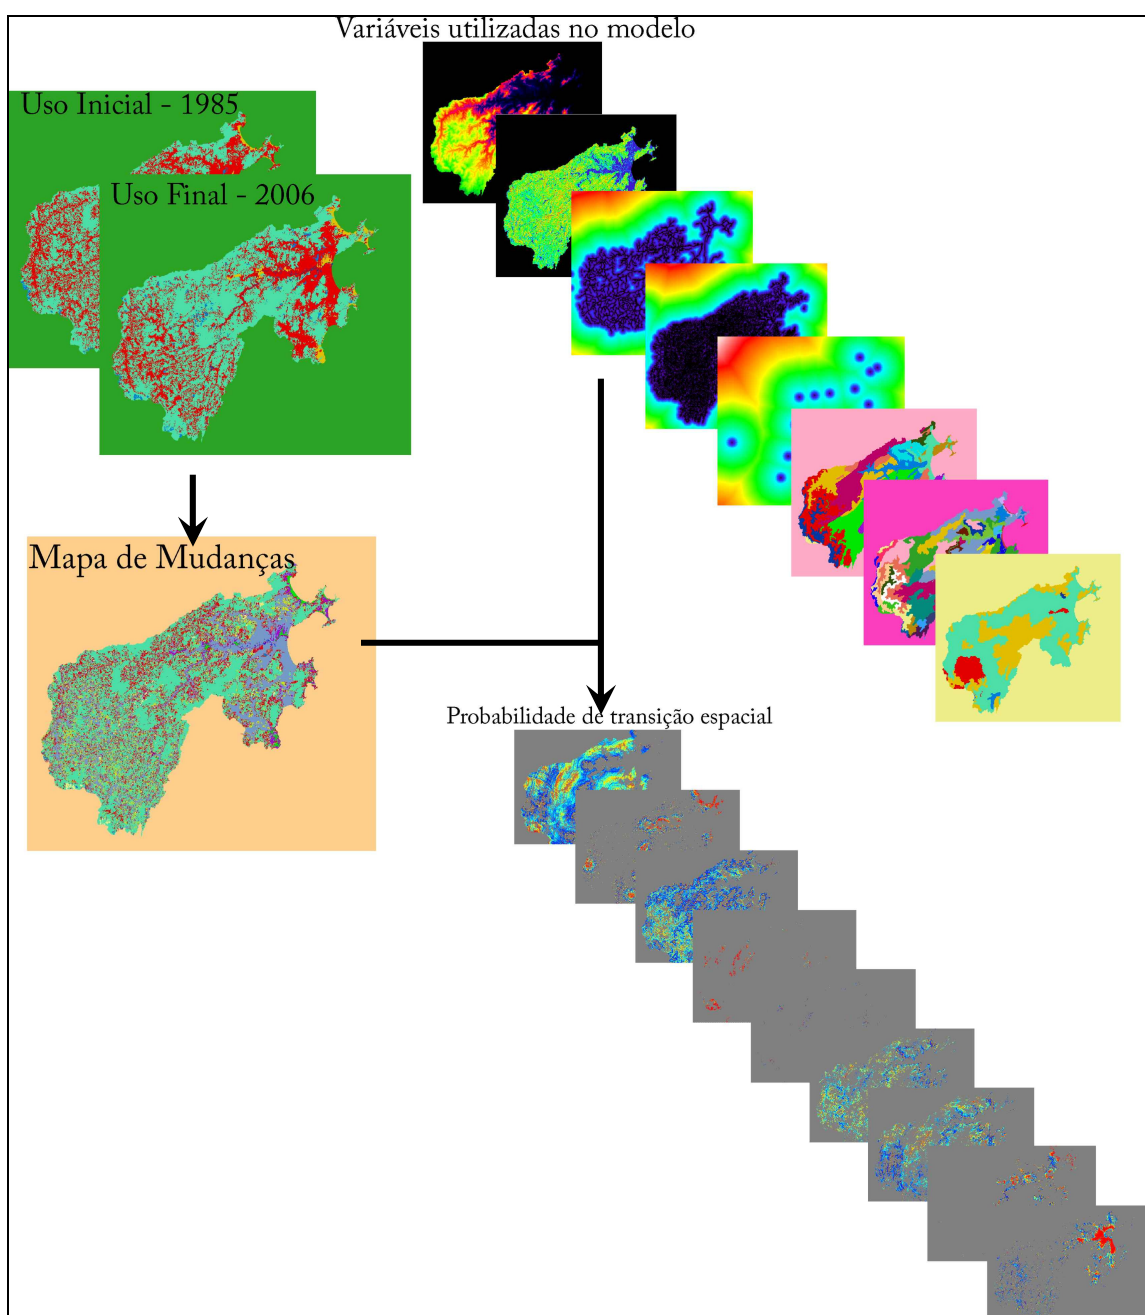 Variáveis utilizadas no modelo
Uso Inicial - 1985
Uso Final - 2006
Mapa de Mudanças
Probabilidade de transição espacial